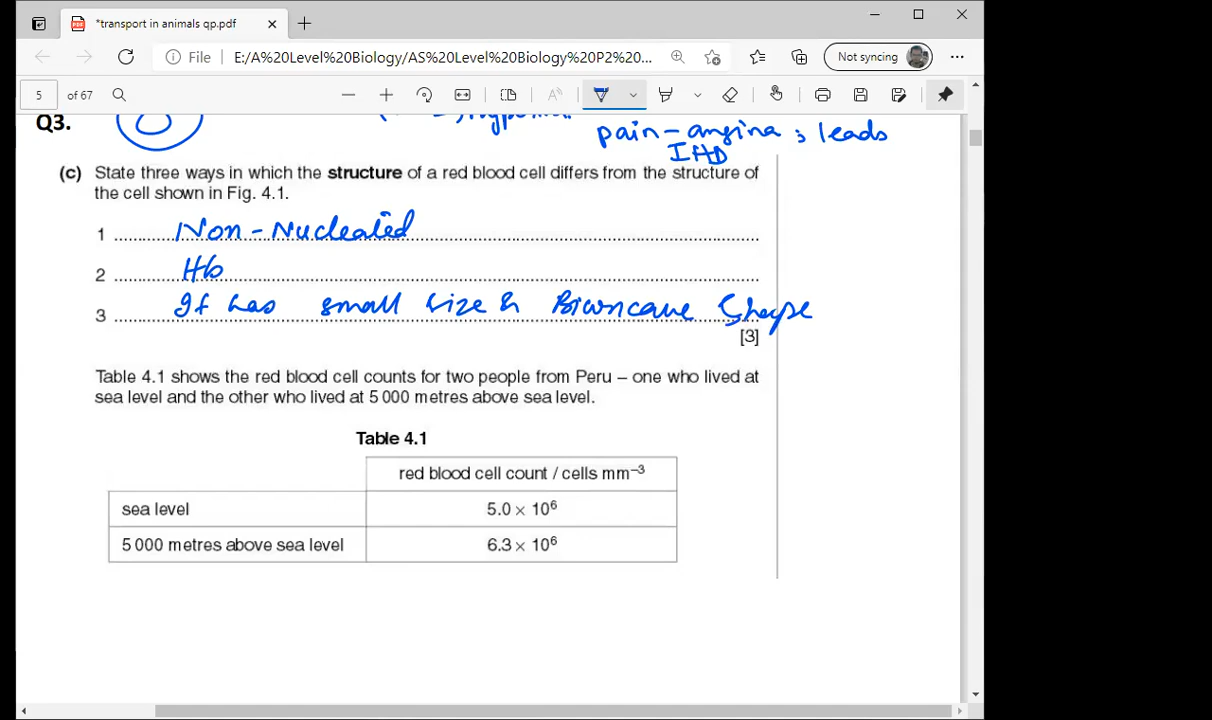 *transport in animals qp.pdf
File
E:/A%20Level%20Biology/AS%20Level%20Biology%20P2%20...
Not syncing
5 of 67
Q3.
pain - angina ; leads
IHD
(c) State three ways in which the structure of a red blood cell differs from the structure of
the cell shown in Fig. 4.1.
1 Non-Nucleated
2 Hb
3 It has small size & Biconcave Shape
[3]
Table 4.1 shows the red blood cell counts for two people from Peru – one who lived at
sea level and the other who lived at 5 000 metres above sea level.
Table 4.1
red blood cell count / cells mm⁻³
sea level 5.0 × 10⁶
5 000 metres above sea level 6.3 × 10⁶